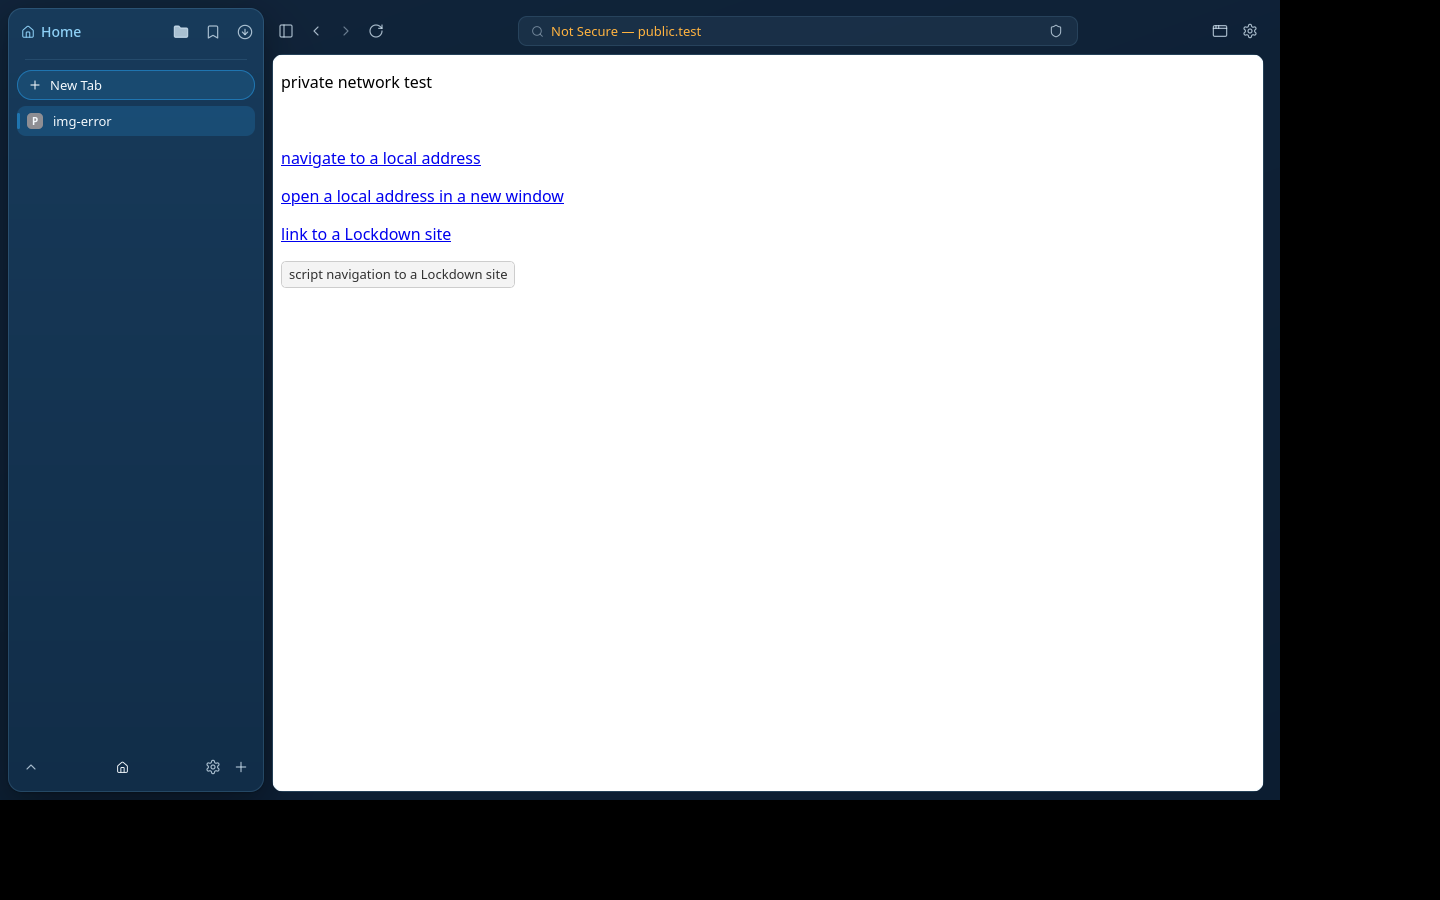 Home
Not Secure — public.test
New Tab
P img-error
private network test
navigate to a local address
open a local address in a new window
link to a Lockdown site
script navigation to a Lockdown site